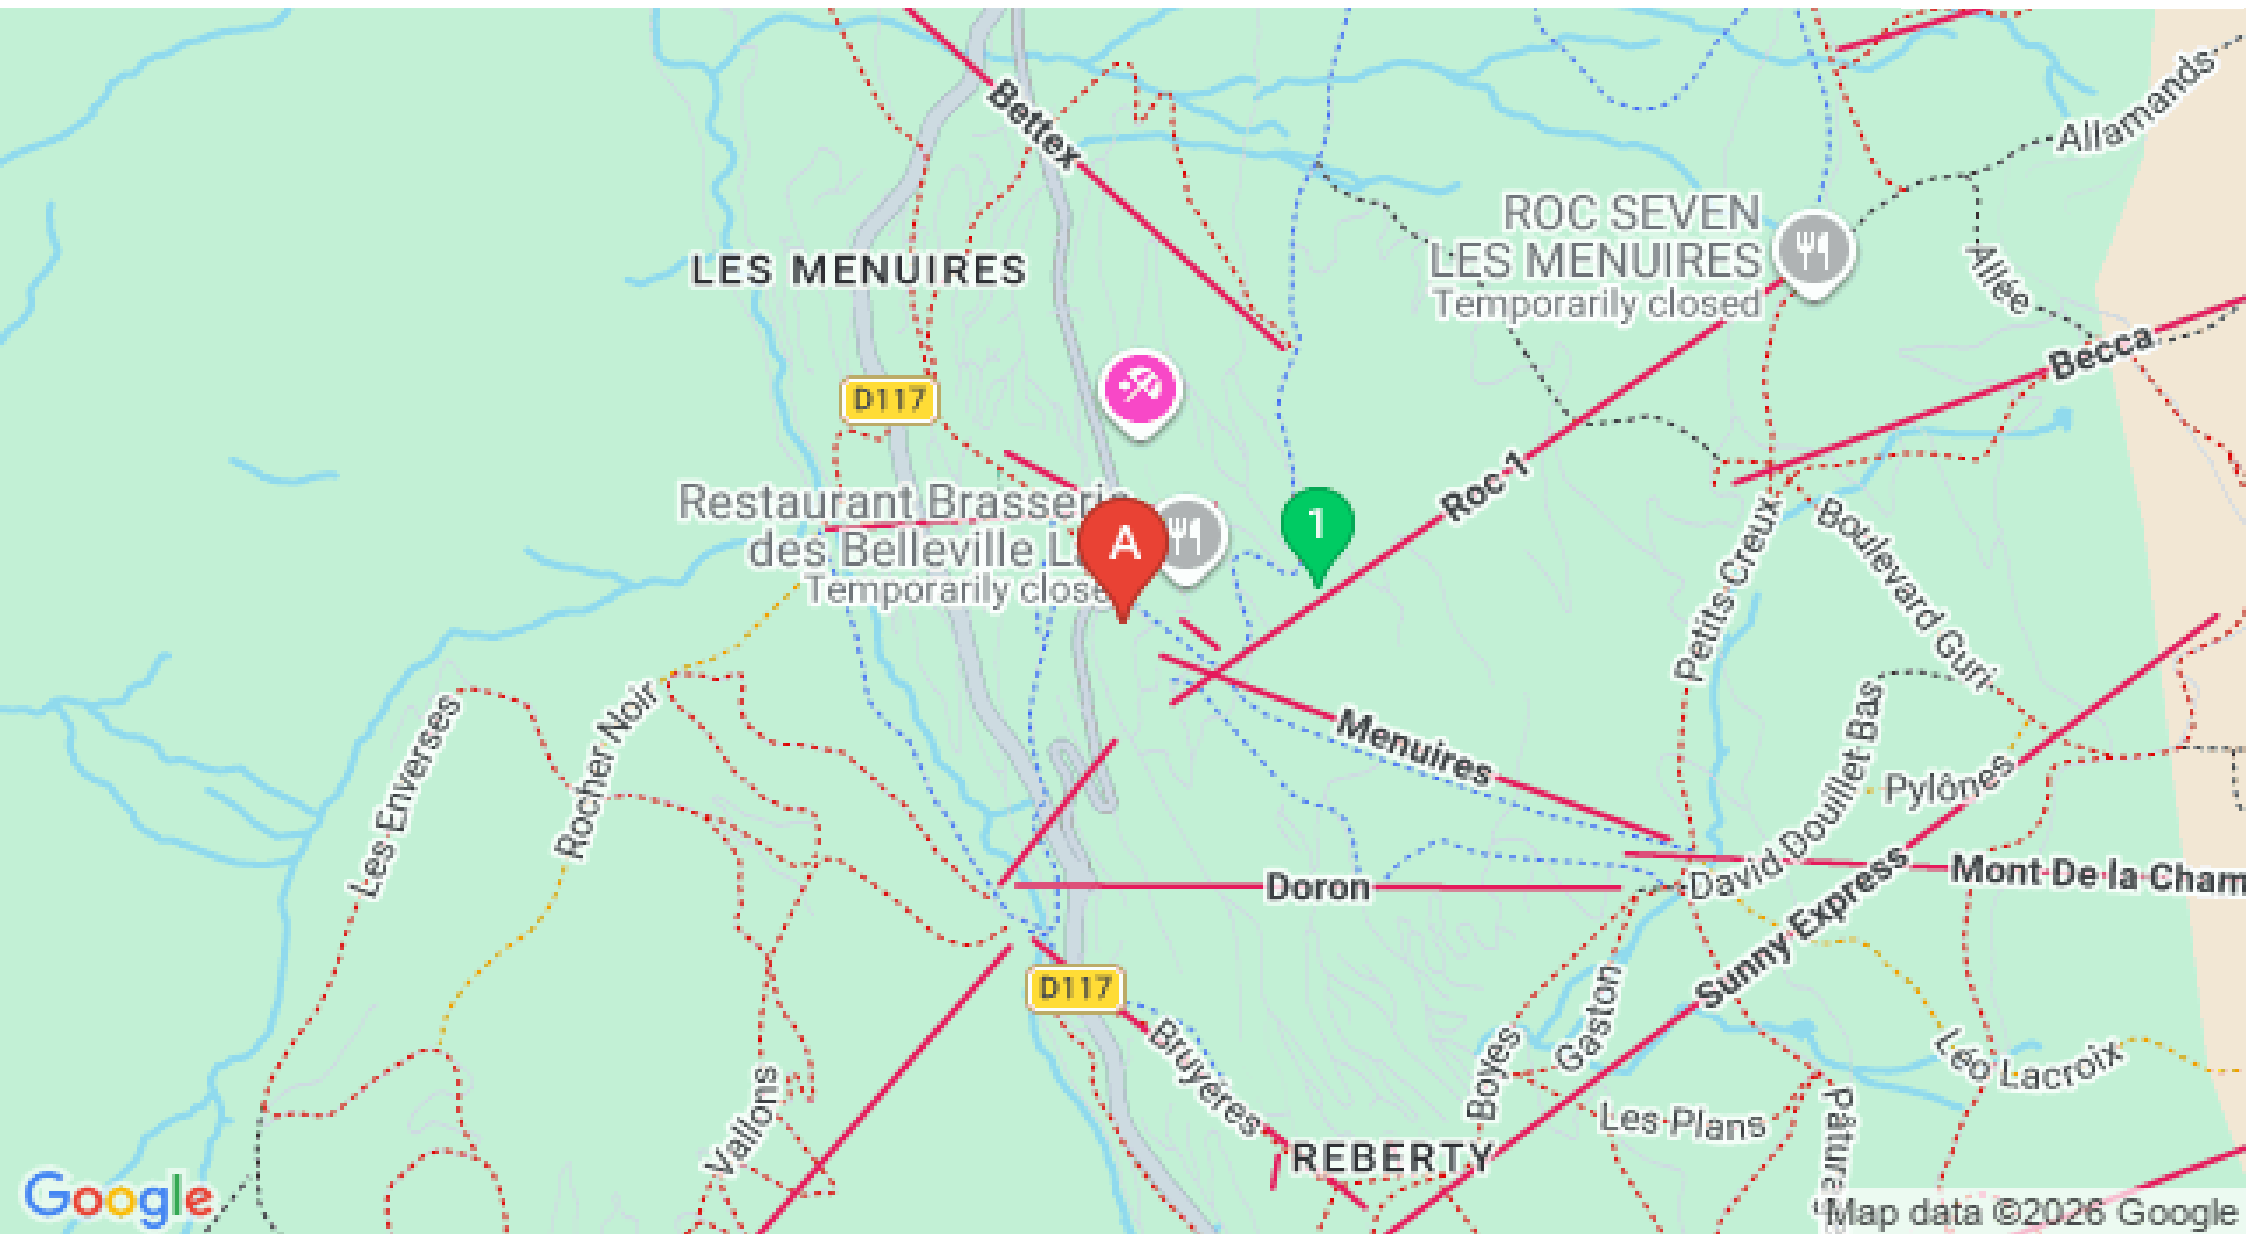 Bettex
Allamands
ROC SEVEN
LES MENUIRES
Temporarily closed
LES MENUIRES
Allée
Becca
D117
Roc 1
Restaurant Brasserie
des Belleville L
Temporarily close
A
1
Petits Creux
Boulevard Guri
Les Enverses
Rocher Noir
Menuires
David Douillet Bas
Pylônes
Doron
Mont De la Cham
Sunny Express
D117
Bruyères
Gaston
Boyes
Léo Lacroix
Vallons
Les Plans
REBERTY
Google
Map data ©2026 Google